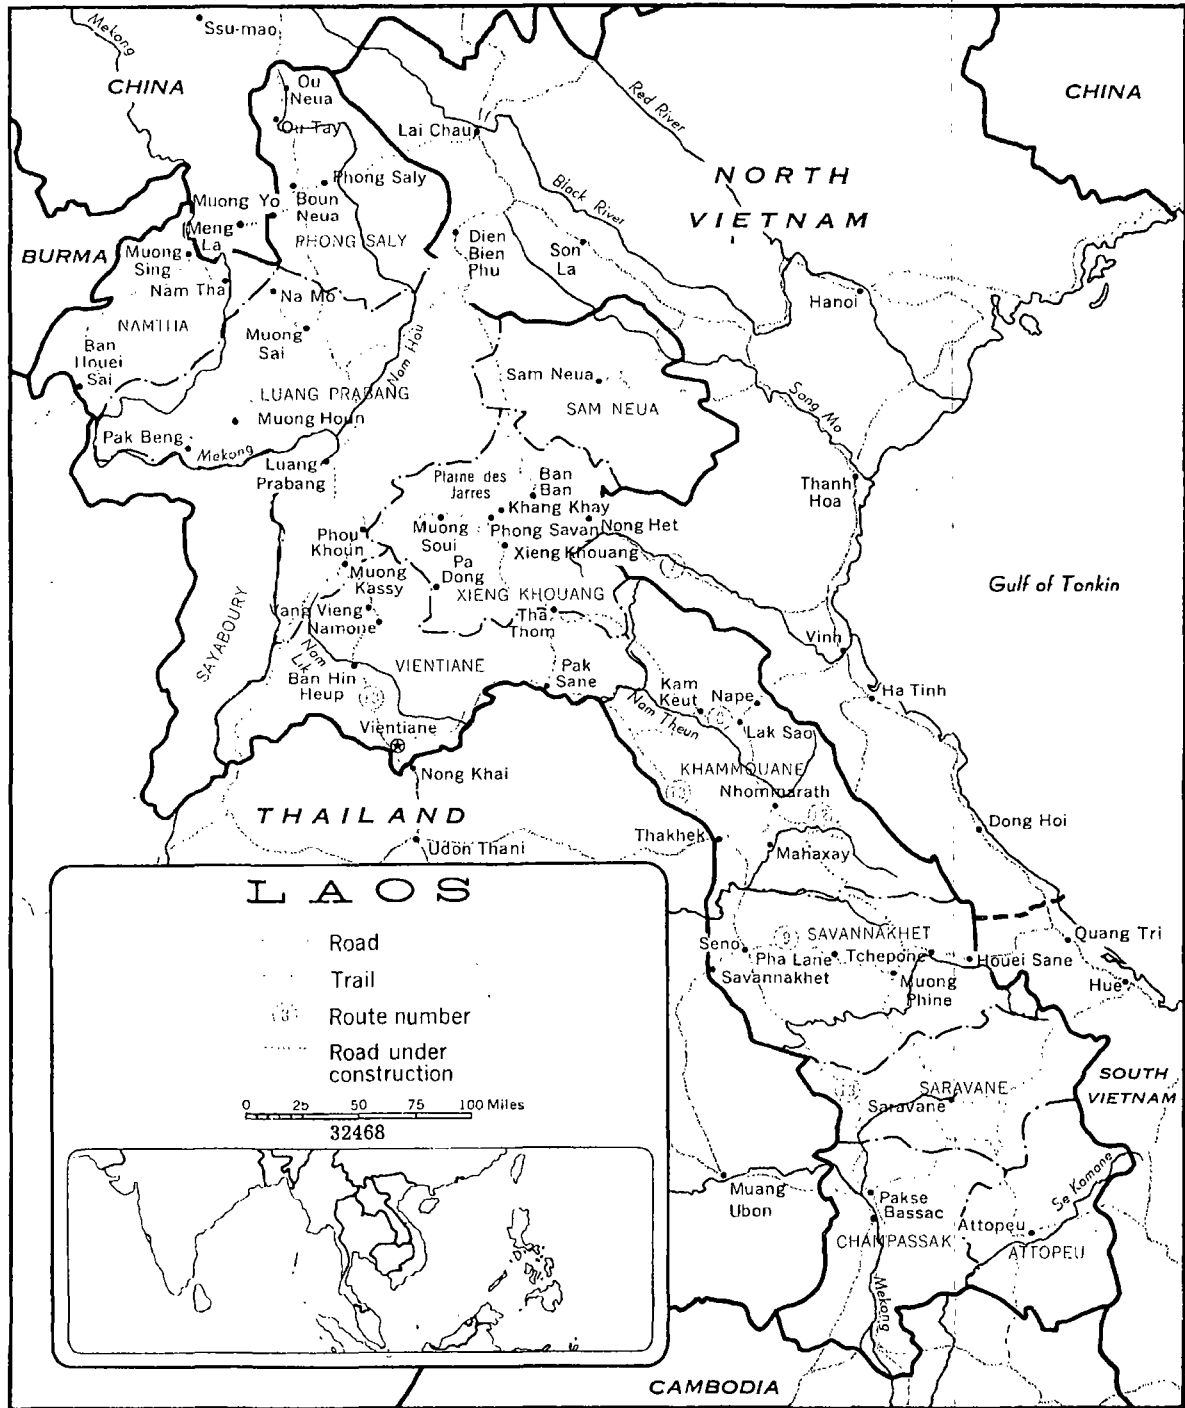 Mekong
Ssu-mao
CHINA
CHINA
Ou
Neua
Ou Tay
Lai Chau
Red River
NORTH
VIETNAM
Phong Saly
Black River
Muong Yo
Boun
Neua
Meng
La
PHONG SALY
BURMA
Muong
Sing
Dien
Bien
Phu
Son
La
Nam Tha
Na Mo
Hanoi
NAMTHA
Muong
Sai
Nam Hou
Ban
Houei
Sai
Sam Neua
SAM NEUA
LUANG PRABANG
Song Ma
Muong Houn
Pak Beng
Mekong
Luang
Prabang
Plaine des
Jarres
Ban
Ban
Thanh
Hoa
Khang Khay
Muong
Soui
Phong Savan
Nong Het
Phou
Khoun
Xieng Khouang
Pa
Dong
Muong
Kassy
7
Gulf of Tonkin
XIENG KHOUANG
SAYABOURY
Vang Vieng
Tha
Thom
Namone
Vinh
Nam
Lik
VIENTIANE
Ban Hin
Heup
Pak
Sane
Kam
Keut
Nape
Ha Tinh
13
Nam Theun
8
Lak Sao
Vientiane
KHAMMOUANE
Nong Khai
13
Nhommarath
12
THAILAND
Dong Hoi
Thakhek
Udon Thani
Mahaxay
Seno
9
SAVANNAKHET
Quang Tri
Pha Lane
Tchepone
Houei Sane
Savannakhet
Muong
Phine
Hue
13
SARAVANE
SOUTH
VIETNAM
Saravane
Muang
Ubon
Se Kamane
Pakse
Bassac
Attopeu
CHAMPASSAK
ATTOPEU
Mekong
CAMBODIA
LAOS
Road
Trail
Route number
Road under
construction
0 25 50 75 100 Miles
32468